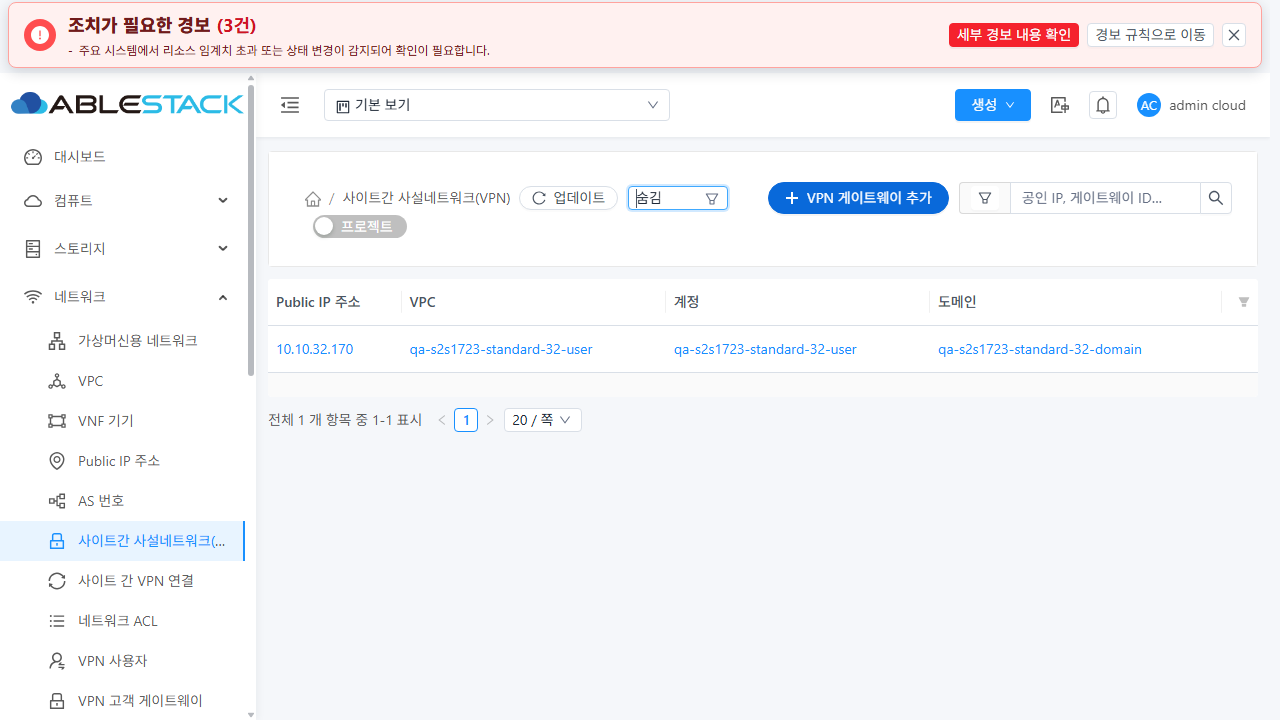 조치가 필요한 경보 (3건)
- 주요 시스템에서 리소스 임계치 초과 또는 상태 변경이 감지되어 확인이 필요합니다.
세부 경보 내용 확인
경보 규칙으로 이동
ABLESTACK
기본 보기
생성
AC admin cloud
대시보드
컴퓨트
스토리지
네트워크
가상머신용 네트워크
VPC
VNF 기기
Public IP 주소
AS 번호
사이트간 사설네트워크(...
사이트 간 VPN 연결
네트워크 ACL
VPN 사용자
VPN 고객 게이트웨이
/ 사이트간 사설네트워크(VPN) 업데이트 숨김
프로젝트
VPN 게이트웨이 추가
공인 IP, 게이트웨이 ID...
Public IP 주소 VPC 계정 도메인
10.10.32.170 qa-s2s1723-standard-32-user qa-s2s1723-standard-32-user qa-s2s1723-standard-32-domain
전체 1 개 항목 중 1-1 표시 < 1 > 20 / 쪽